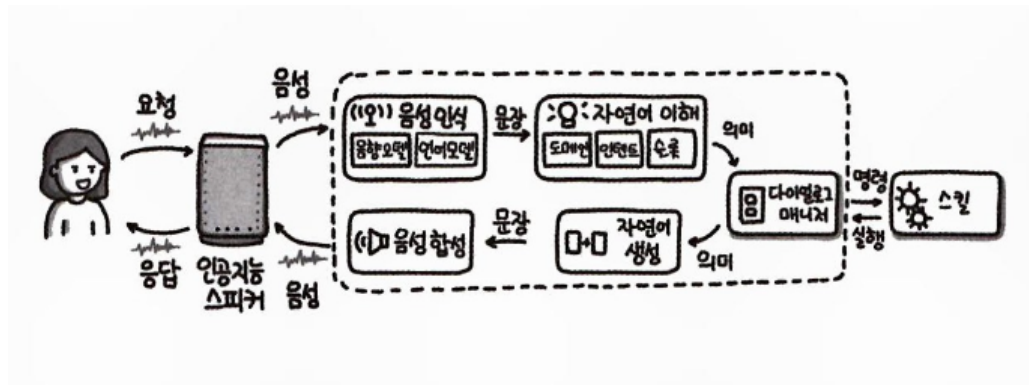 요청
음성
음성인식
음향모델 언어모델
문장
자연어 이해
도메인 인텐트 슬롯
의미
다이얼로그
매니저
명령
스킬
실행
의미
자연어
생성
문장
음성 합성
음성
인공지능
스피커
응답